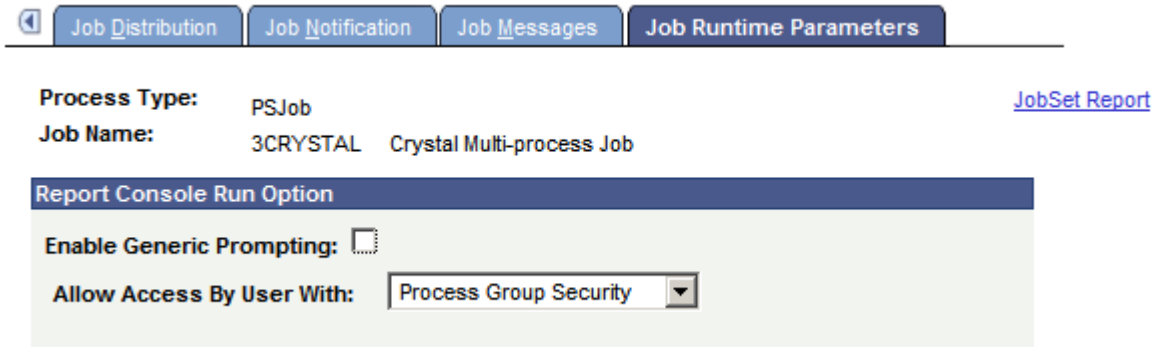 Job Distribution Job Notification Job Messages Job Runtime Parameters
Process Type: PSJob JobSet Report
Job Name: 3CRYSTAL Crystal Multi-process Job
Report Console Run Option
Enable Generic Prompting:
Allow Access By User With: Process Group Security